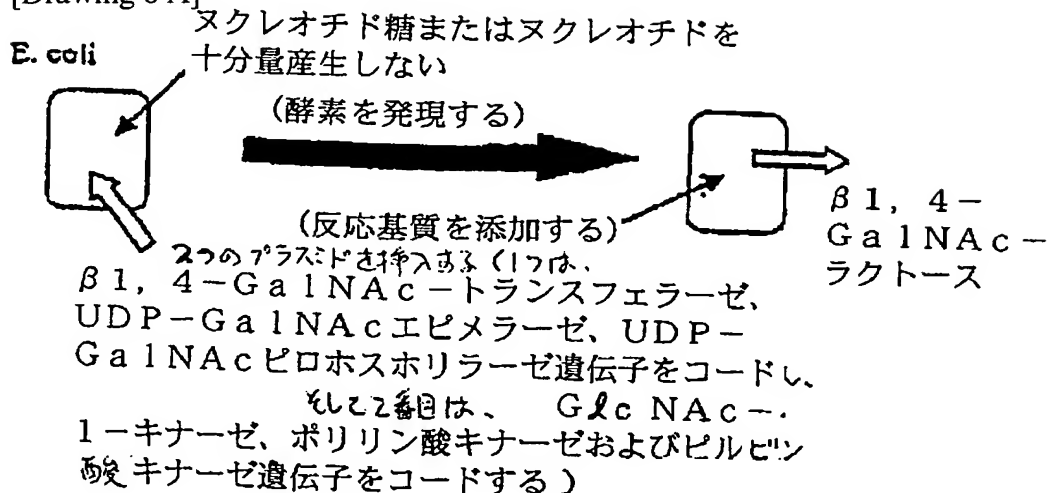 [Drawing
ヌクレオチド糖またはヌクレオチドを
E. coli
十分量産生しない
(酵素を発現する)
(反応基質を添加する)
β1, 4-
GalNAc-
ラクトース
2つのプラスミドを挿入する(1つは、
β1, 4-GalNAc-トランスフェラーゼ、
UDP-GalNAcエピメラーゼ、UDP-
GalNAcピロホスホリラーゼ遺伝子をコードし、
そして2番目は、 GlcNAc-.
1-キナーゼ、ポリリン酸キナーゼおよびピルビン
酸キナーゼ遺伝子をコードする)